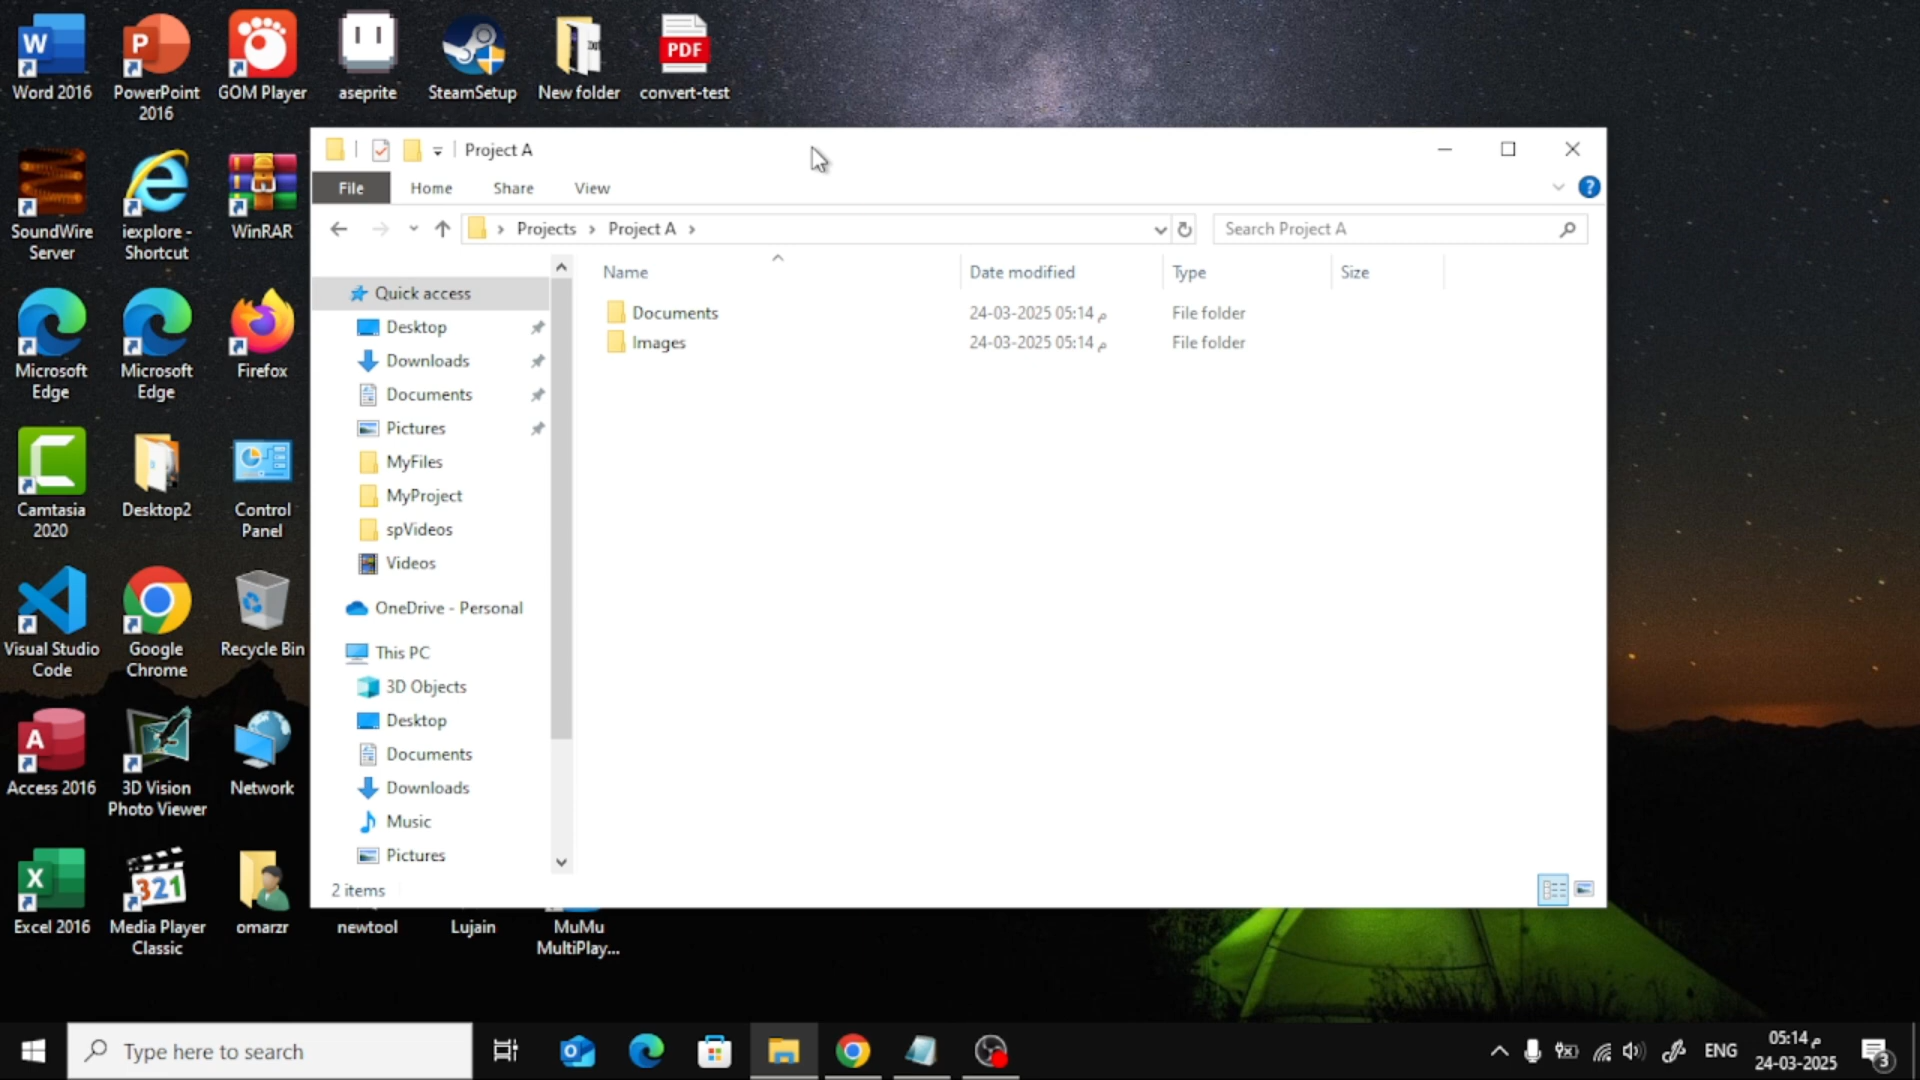 Word 2016
PowerPoint
2016
GOM Player
aseprite
SteamSetup
New folder
PDF
convert-test
SoundWire
Server
iexplore -
Shortcut
WinRAR
Microsoft
Edge
Microsoft
Edge
Firefox
Camtasia
2020
Desktop2
Control
Panel
Visual Studio
Code
Google
Chrome
Recycle Bin
Access 2016
3D Vision
Photo Viewer
Network
Excel 2016
321
Media Player
Classic
omarzr
newtool
Lujain
MuMu
MultiPlay...
Project A
File Home Share View
Projects Project A
Search Project A
Quick access
Desktop
Downloads
Documents
Pictures
MyFiles
MyProject
spVideos
Videos
OneDrive - Personal
This PC
3D Objects
Desktop
Documents
Downloads
Music
Pictures
Name Date modified Type Size
Documents 24-03-2025 05:14 م File folder
Images 24-03-2025 05:14 م File folder
2 items
Type here to search
ENG
05:14 م
24-03-2025
3